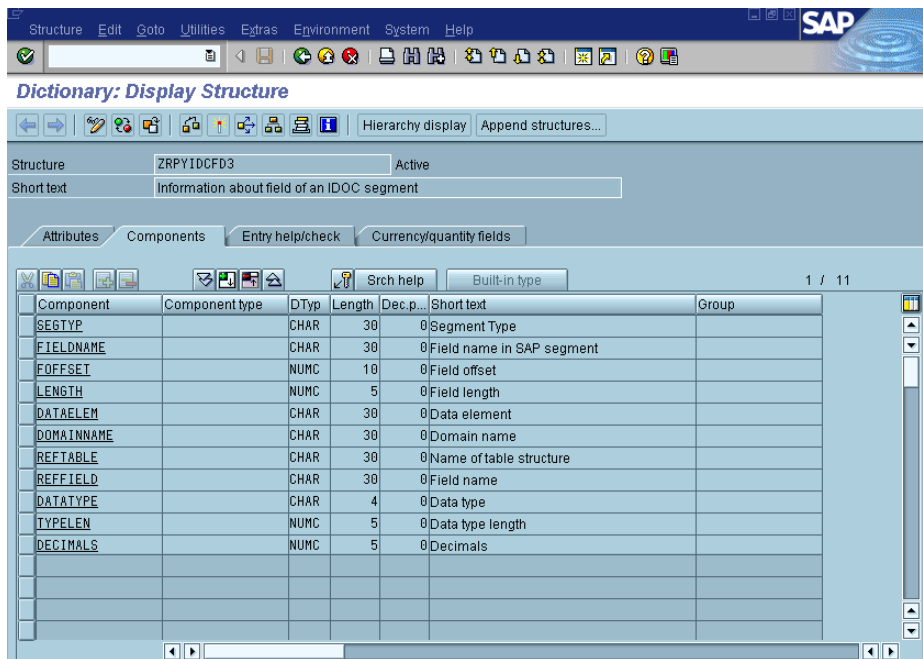 Structure Edit Goto Utilities Extras Environment System Help
SAP
Dictionary: Display Structure
Hierarchy display Append structures...
Structure ZRPYIDCFD3 Active
Short text Information about field of an IDOC segment
Attributes Components Entry help/check Currency/quantity fields
Srch help Built-in type 1 / 11
Component Component type DTyp Length Dec.p... Short text Group
SEGTYP CHAR 30 0 Segment Type
FIELDNAME CHAR 30 0 Field name in SAP segment
FOFFSET NUMC 10 0 Field offset
LENGTH NUMC 5 0 Field length
DATAELEM CHAR 30 0 Data element
DOMAINNAME CHAR 30 0 Domain name
REFTABLE CHAR 30 0 Name of table structure
REFFIELD CHAR 30 0 Field name
DATATYPE CHAR 4 0 Data type
TYPELEN NUMC 5 0 Data type length
DECIMALS NUMC 5 0 Decimals